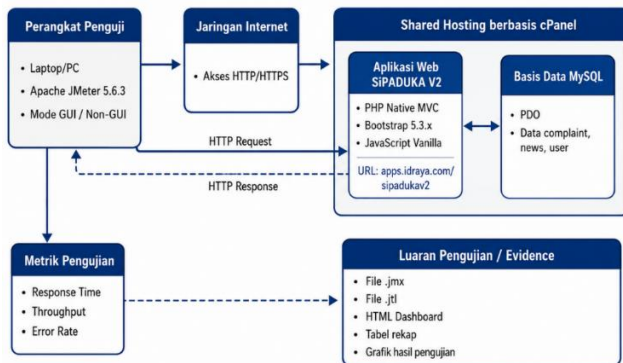 Perangkat Penguji
• Laptop/PC
• Apache JMeter 5.6.3
• Mode GUI / Non-GUI
Jaringan Internet
• Akses HTTP/HTTPS
Shared Hosting berbasis cPanel
Aplikasi Web
SiPADUKA V2
• PHP Native MVC
• Bootstrap 5.3.x
• JavaScript Vanilla
URL: apps.idraya.com/
sipadukav2
Basis Data MySQL
• PDO
• Data complaint,
news, user
HTTP Request
HTTP Response
Metrik Pengujian
• Response Time
• Throughput
• Error Rate
Luaran Pengujian / Evidence
• File .jmx
• File .jtl
• HTML Dashboard
• Tabel rekap
• Grafik hasil pengujian